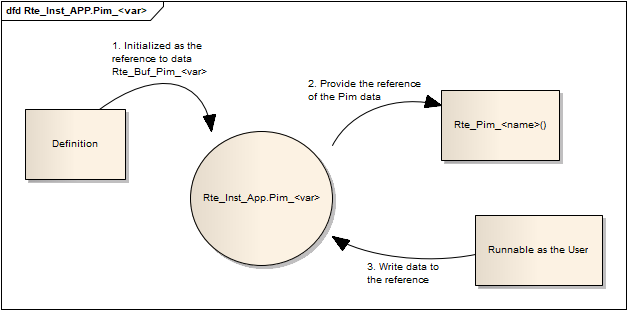 dfd Rte_Inst_APP.Pim_<var>
1. Initialized as the
reference to data
Rte_Buf_Pim_<var>
2. Provide the reference
of the Pim data
Rte_Pim_<name>()
Definition
Rte_Inst_App.Pim_<var>
Runnable as the User
3. Write data to
the reference